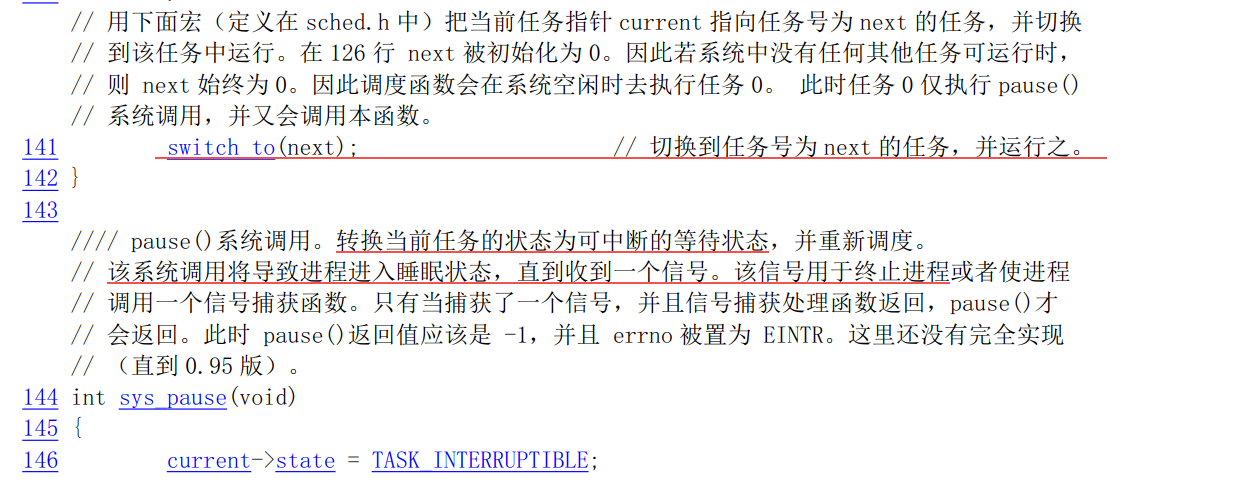 // 用下面宏（定义在 sched.h 中）把当前任务指针 current 指向任务号为 next 的任务，并切换
// 到该任务中运行。在 126 行 next 被初始化为 0。因此若系统中没有任何其他任务可运行时，
// 则 next 始终为 0。因此调度函数会在系统空闲时去执行任务 0。 此时任务 0 仅执行 pause()
// 系统调用，并又会调用本函数。
141 switch_to(next); // 切换到任务号为 next 的任务，并运行之。
142 }
143
//// pause()系统调用。转换当前任务的状态为可中断的等待状态，并重新调度。
// 该系统调用将导致进程进入睡眠状态，直到收到一个信号。该信号用于终止进程或者使进程
// 调用一个信号捕获函数。只有当捕获了一个信号，并且信号捕获处理函数返回，pause()才
// 会返回。此时 pause()返回值应该是 -1，并且 errno 被置为 EINTR。这里还没有完全实现
// （直到 0.95 版）。
144 int sys_pause(void)
145 {
146 current->state = TASK_INTERRUPTIBLE;